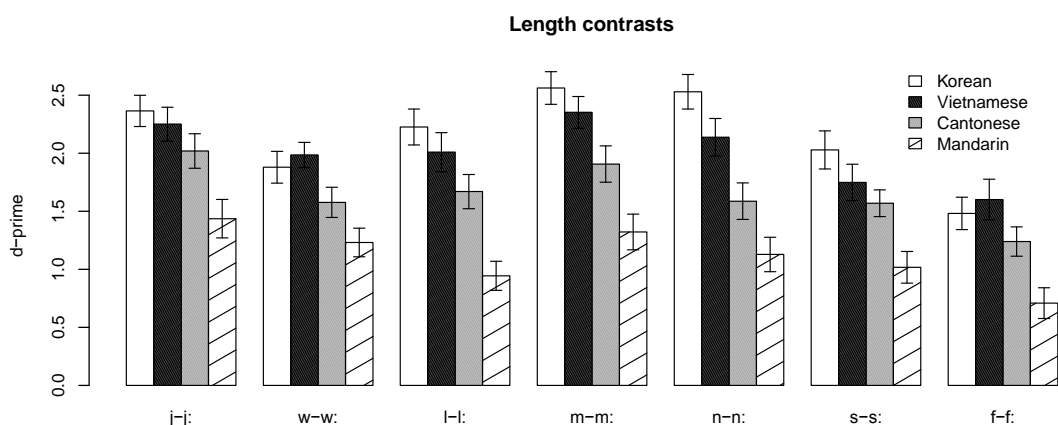 Length contrasts
d−prime
2.5
2.0
1.5
1.0
0.5
0.0
Korean
Vietnamese
Cantonese
Mandarin
j−j: w−w: l−l: m−m: n−n: s−s: f−f: